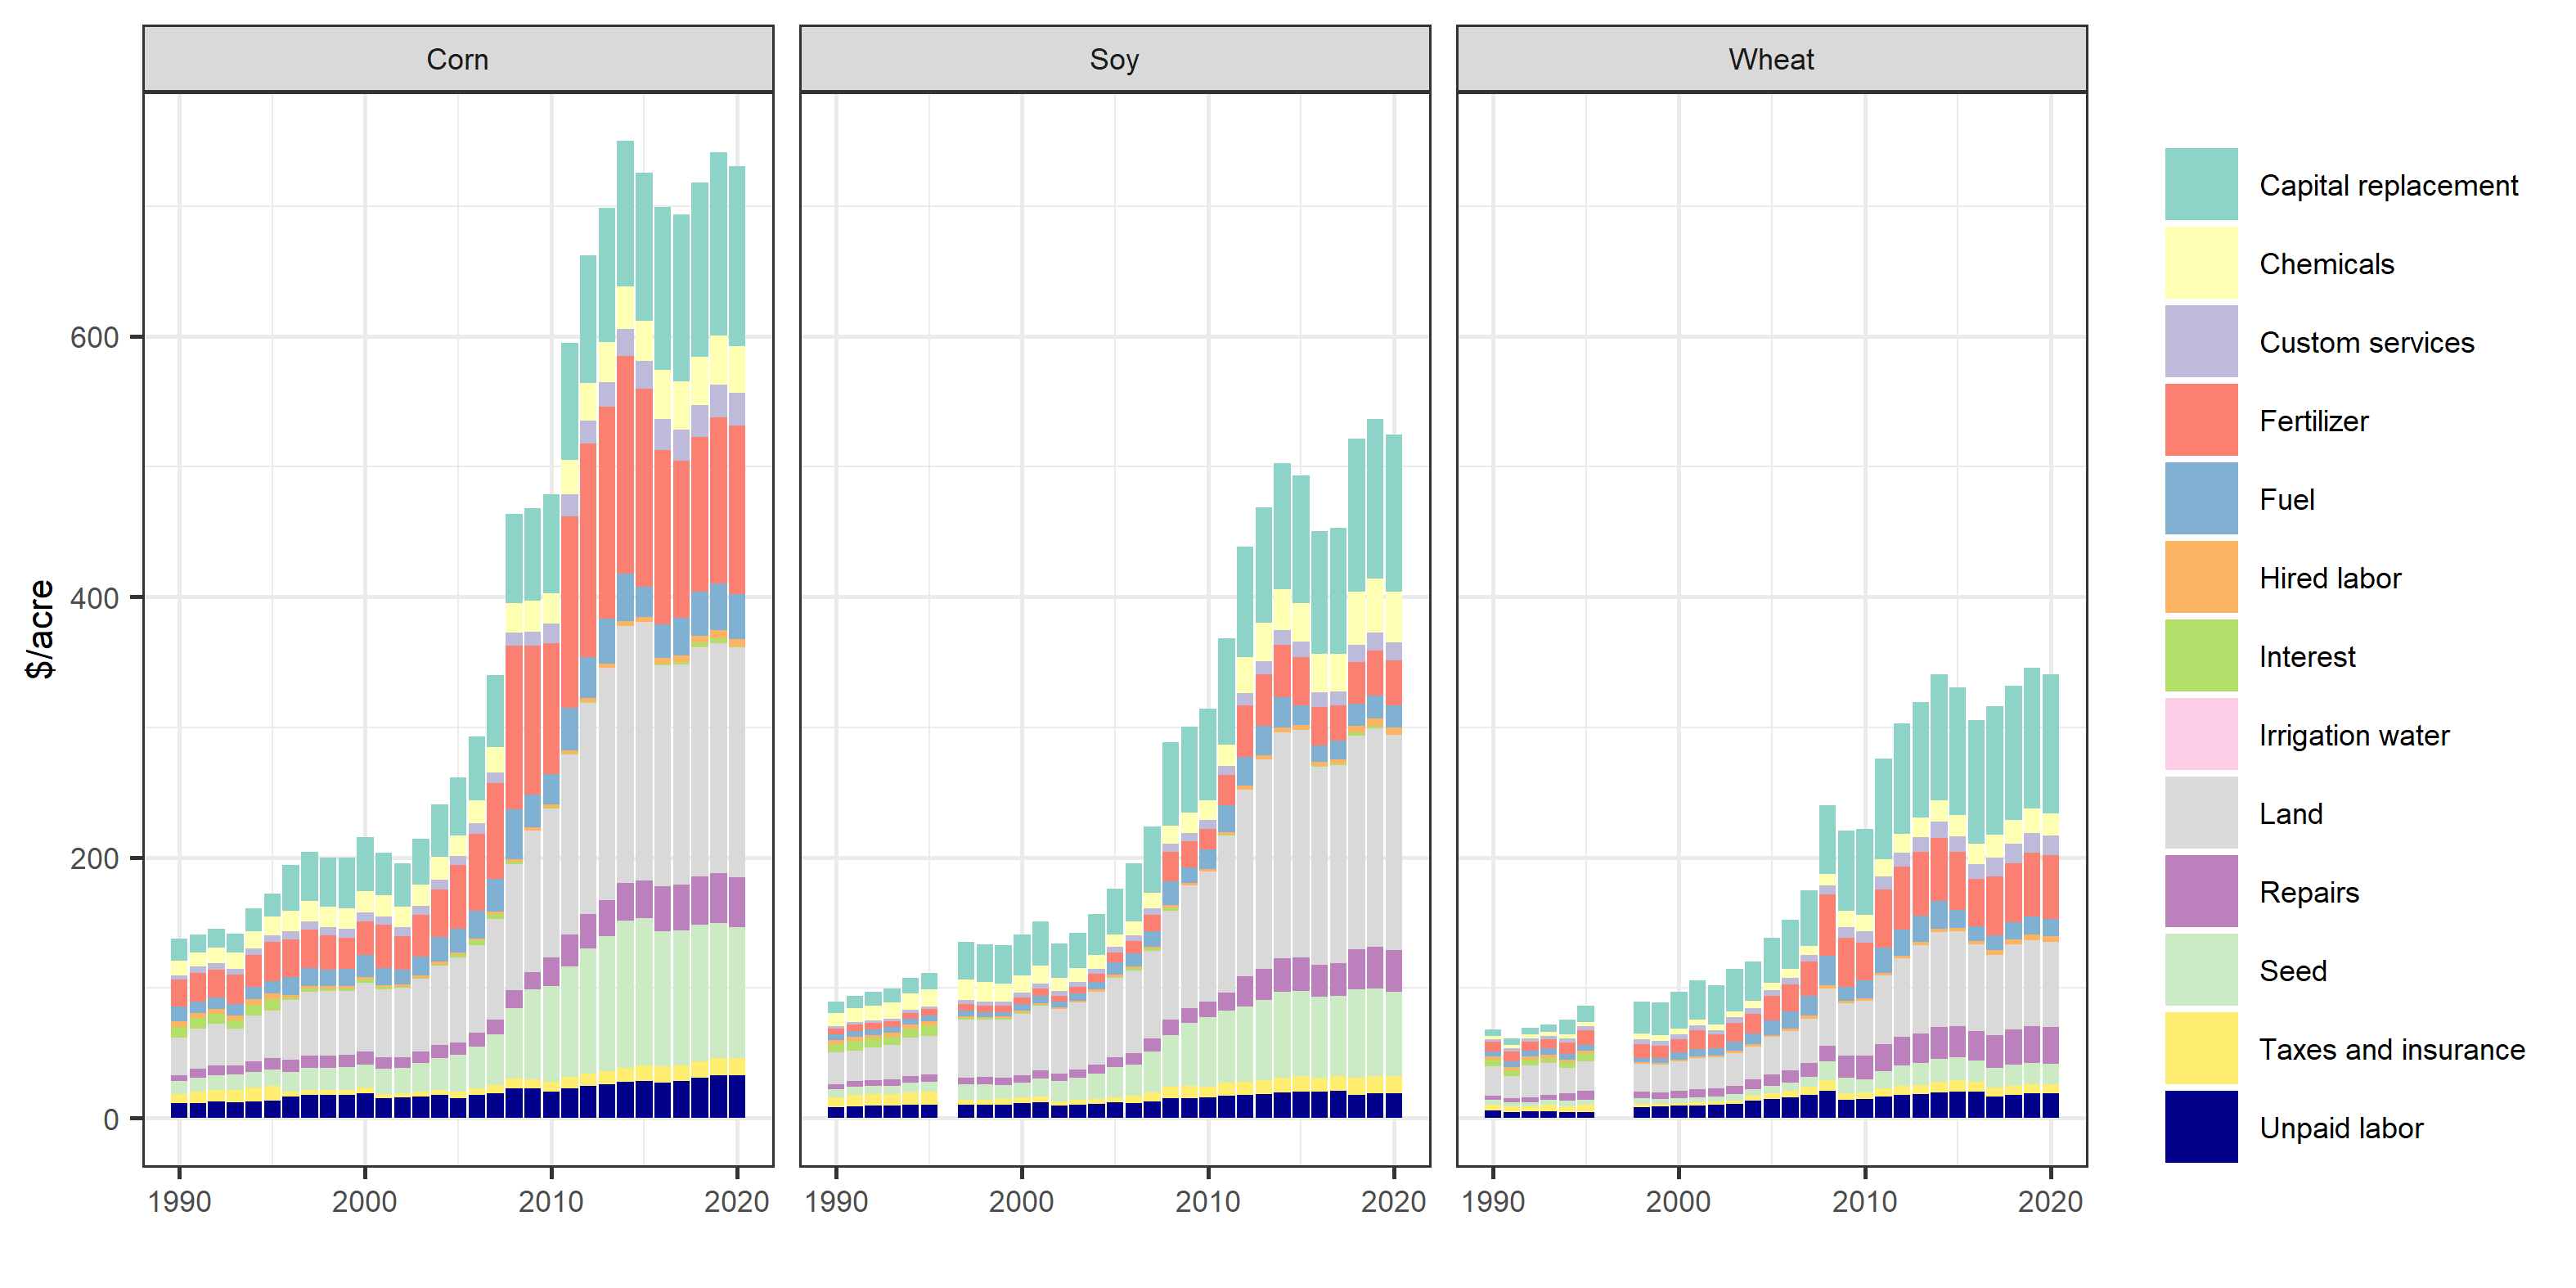 Corn
Soy
Wheat
$/acre
600
400
200
0
1990 2000 2010 2020
1990 2000 2010 2020
1990 2000 2010 2020
Capital replacement
Chemicals
Custom services
Fertilizer
Fuel
Hired labor
Interest
Irrigation water
Land
Repairs
Seed
Taxes and insurance
Unpaid labor